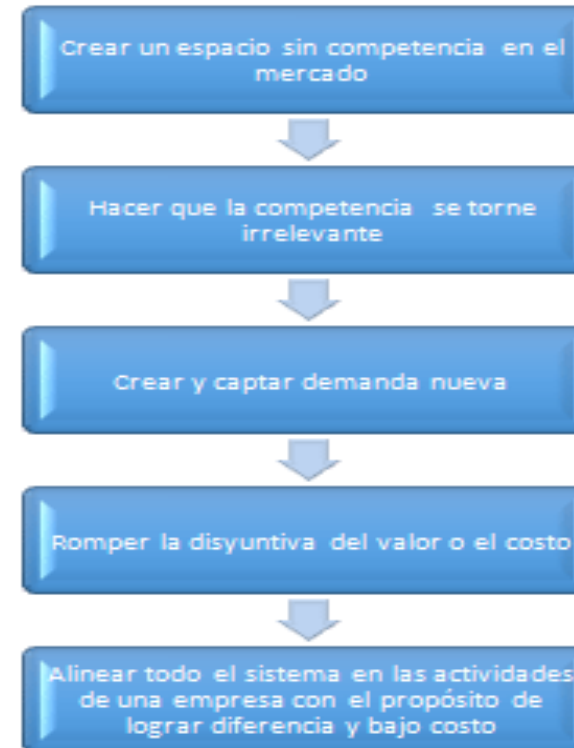 Crear un espacio sin competencia en el
mercado
Hacer que la competencia se torne
irrelevante
Crear y captar demanda nueva
Romper la disyuntiva del valor o el costo
Alinear todo el sistema en las actividades
de una empresa con el propósito de
lograr diferencia y bajo costo